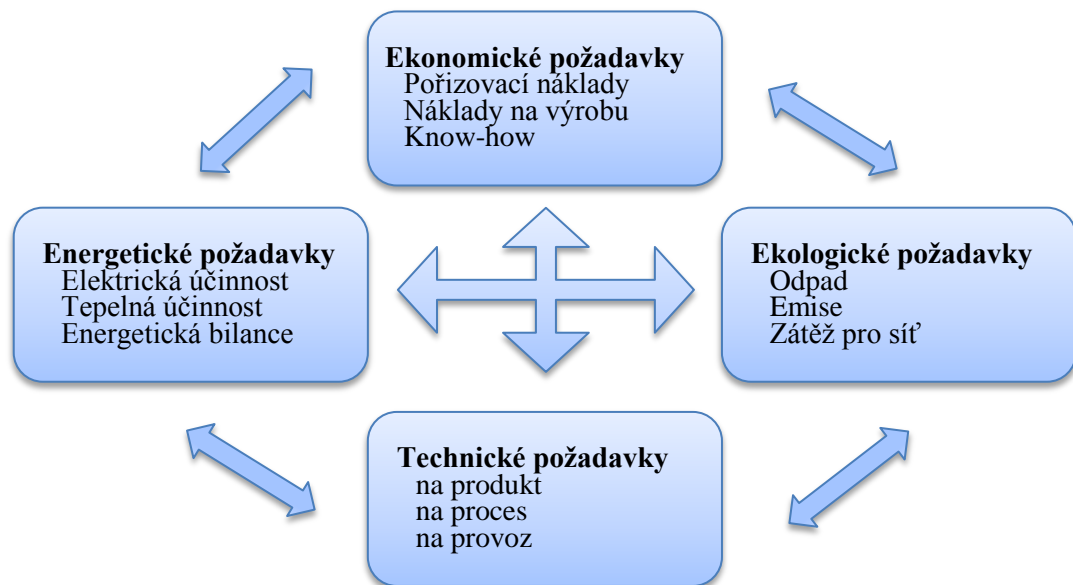 Ekonomické požadavky
Pořizovací náklady
Náklady na výrobu
Know-how
Energetické požadavky
Elektrická účinnost
Tepelná účinnost
Energetická bilance
Ekologické požadavky
Odpad
Emise
Zátěž pro síť
Technické požadavky
na produkt
na proces
na provoz